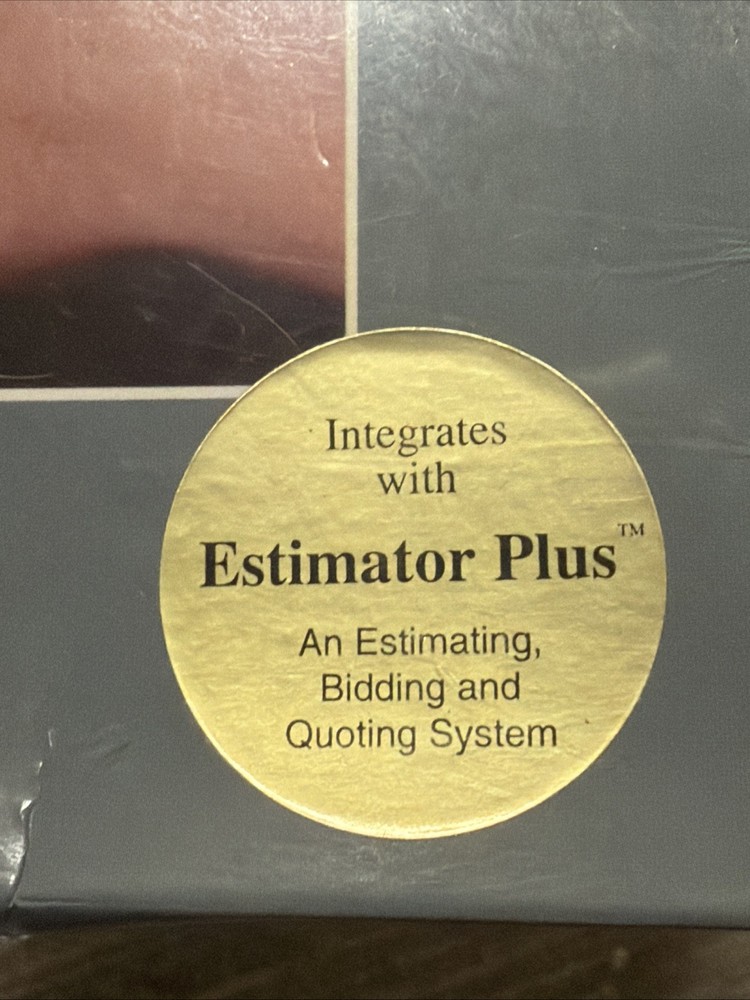 Integrates
with
Estimator Plus™
An Estimating,
Bidding and
Quoting System